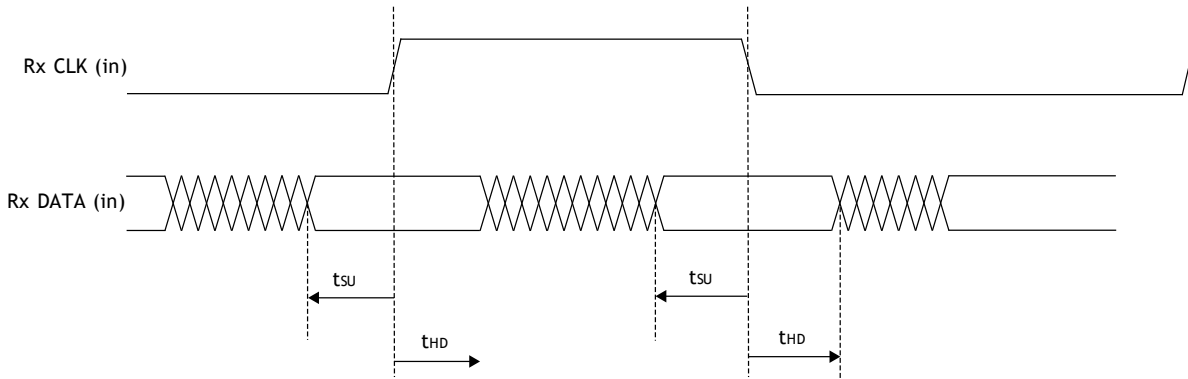 Rx CLK (in)
Rx DATA (in)
tSU
tSU
tHD
tHD